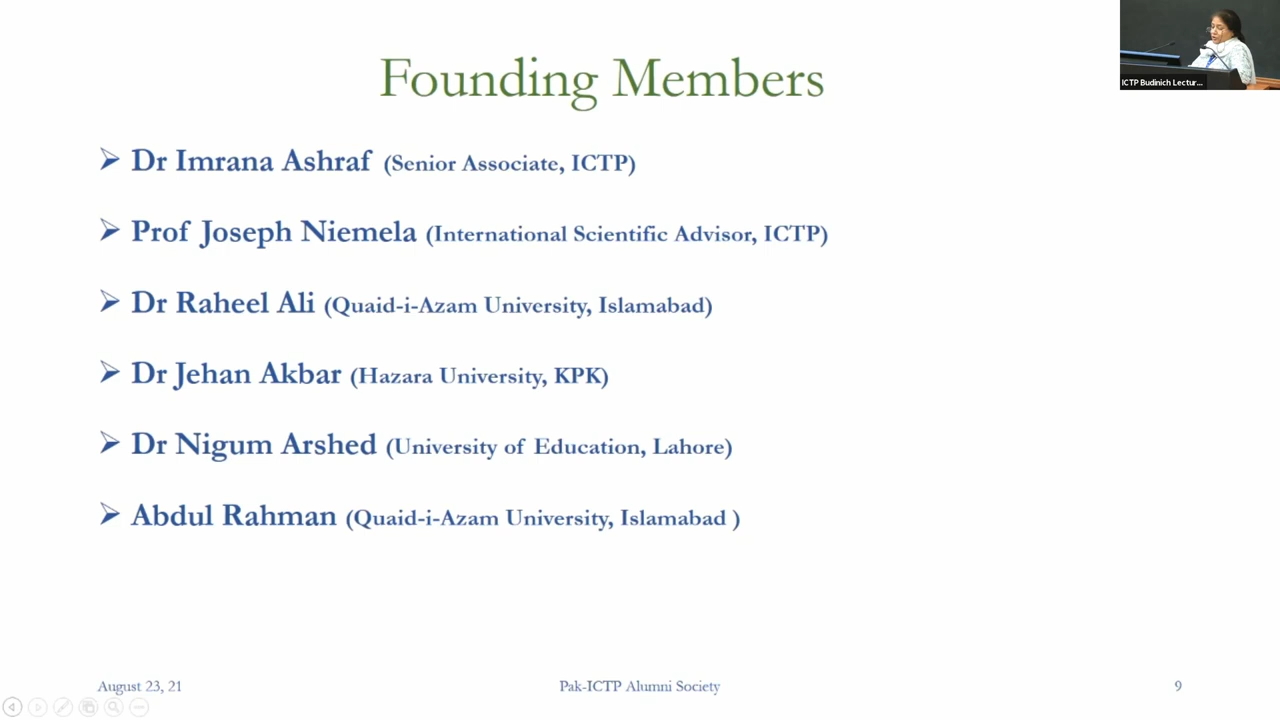 Founding Members
ICTP Budinich Lectur...
➢ Dr Imrana Ashraf (Senior Associate, ICTP)
➢ Prof Joseph Niemela (International Scientific Advisor, ICTP)
➢ Dr Raheel Ali (Quaid-i-Azam University, Islamabad)
➢ Dr Jehan Akbar (Hazara University, KPK)
➢ Dr Nigum Arshed (University of Education, Lahore)
➢ Abdul Rahman (Quaid-i-Azam University, Islamabad )
August 23, 21
Pak-ICTP Alumni Society
9